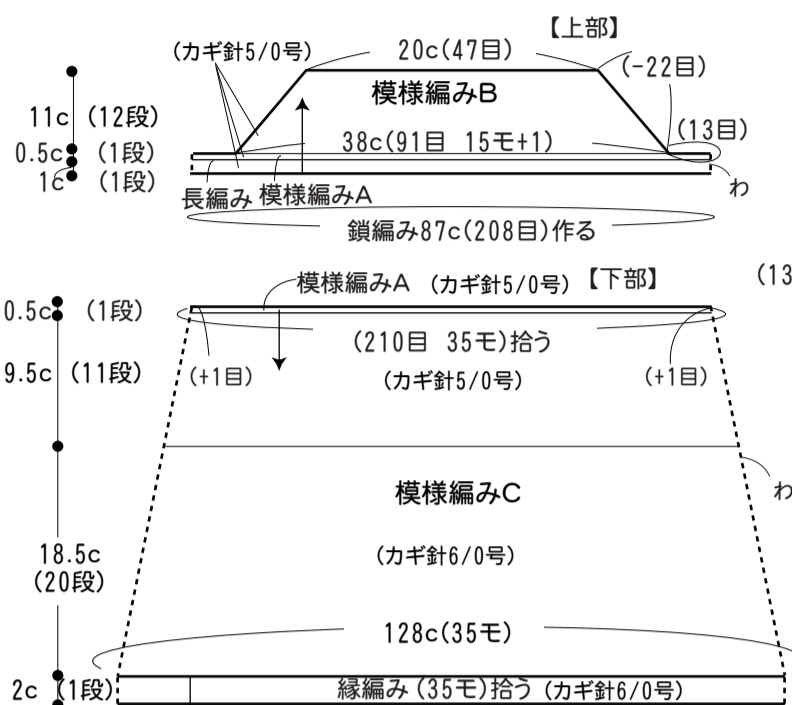 【上部】
(カギ針5/0号)
20c(47目)
(-22目)
模様編みB
11c (12段)
38c(91目 15モ+1)
(13目)
0.5c (1段)
1c (1段)
長編み 模様編みA
わ
鎖編み87c(208目)作る
模様編みA (カギ針5/0号) 【下部】
(13
0.5c (1段)
(210目 35モ)拾う
9.5c (11段)
(+1目)
(カギ針5/0号)
(+1目)
模様編みC
わ
18.5c
(20段)
(カギ針6/0号)
128c(35モ)
2c (1段)
縁編み(35モ)拾う (カギ針6/0号)